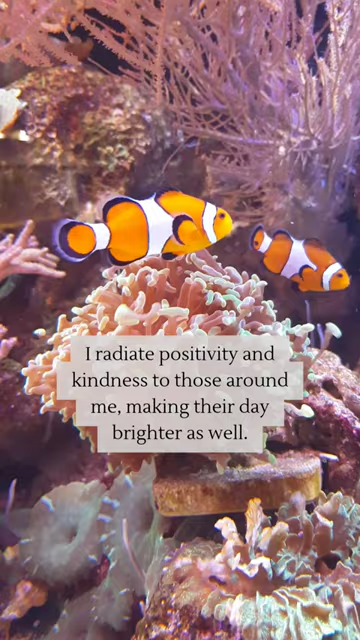 I radiate positivity and
kindness to those around
me, making their day
brighter as well.